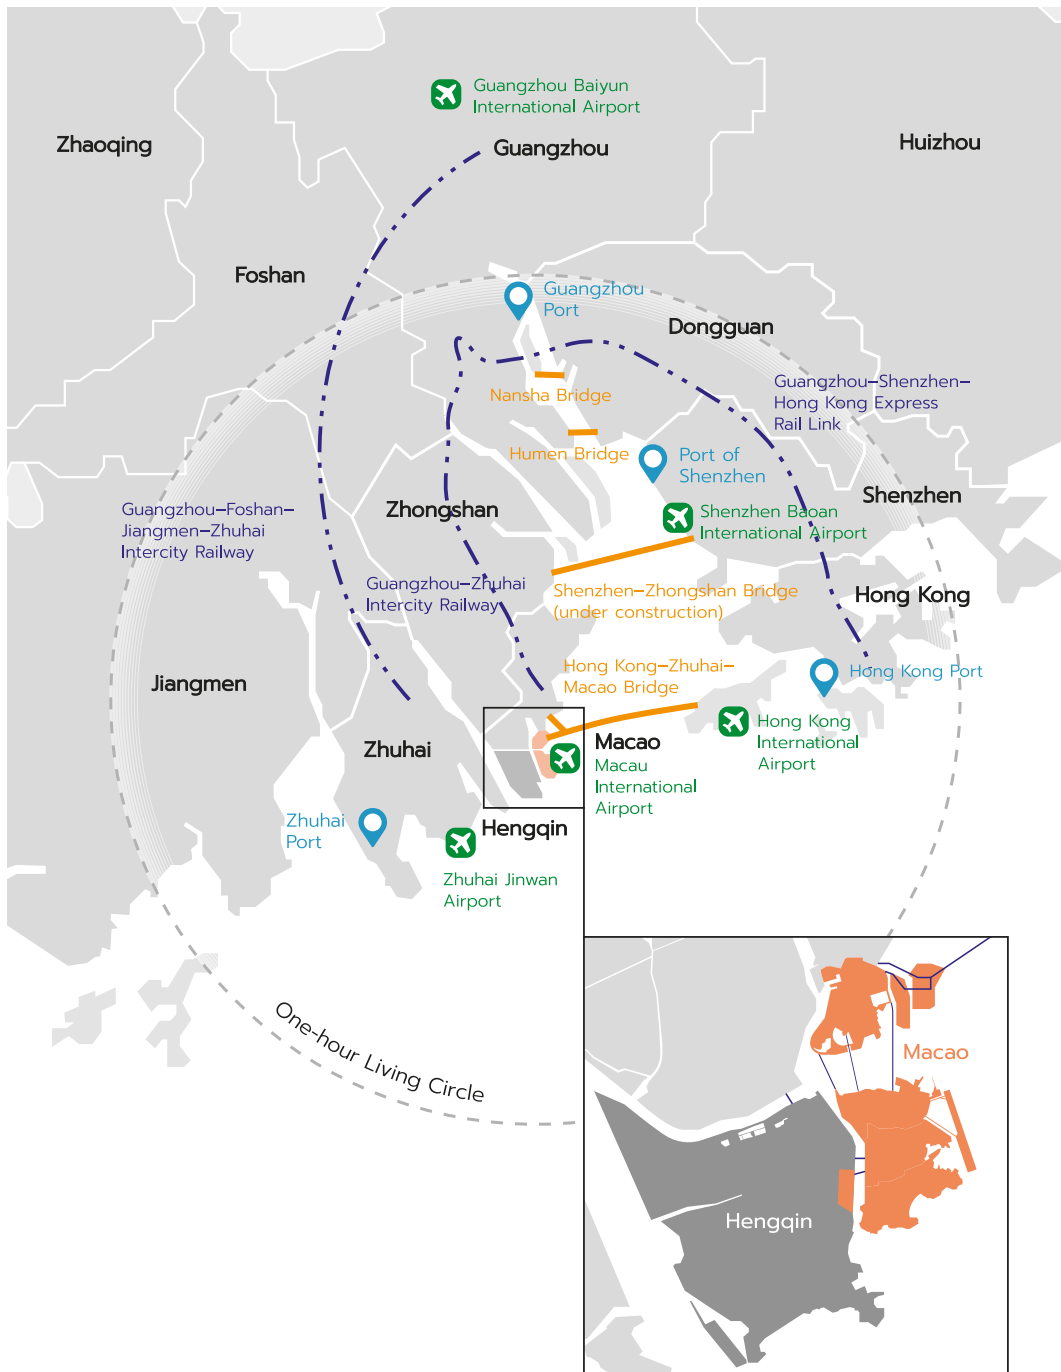 Guangzhou Baiyun
International Airport
Zhaoqing
Guangzhou
Huizhou
Foshan
Guangzhou
Port
Dongguan
Nansha Bridge
Guangzhou–Shenzhen–
Hong Kong Express
Rail Link
Humen Bridge
Port of
Shenzhen
Shenzhen
Guangzhou–Foshan–
Jiangmen–Zhuhai
Intercity Railway
Zhongshan
Shenzhen Baoan
International Airport
Guangzhou–Zhuhai
Intercity Railway
Shenzhen–Zhongshan Bridge
(under construction)
Hong Kong
Jiangmen
Hong Kong–Zhuhai–
Macao Bridge
Hong Kong Port
Zhuhai
Macao
Macau
International
Airport
Hong Kong
International
Airport
Zhuhai
Port
Hengqin
Zhuhai Jinwan
Airport
One-hour Living Circle
Macao
Hengqin